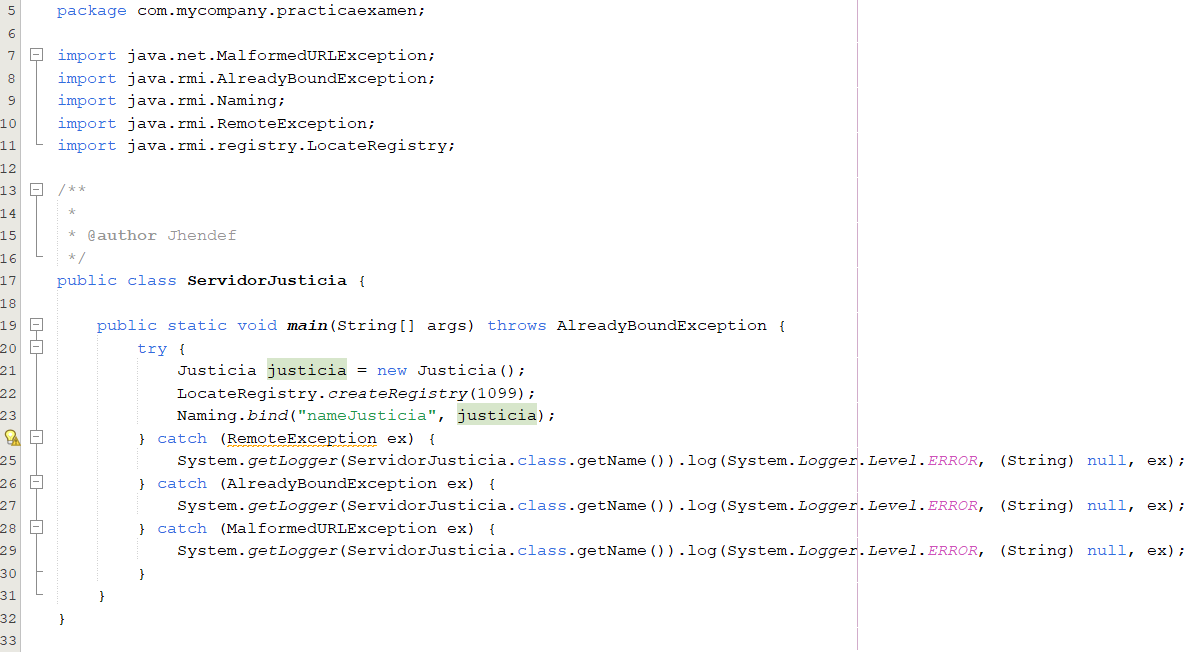 5 package com.mycompany.practicaexamen;
6
7 import java.net.MalformedURLException;
8 import java.rmi.AlreadyBoundException;
9 import java.rmi.Naming;
10 import java.rmi.RemoteException;
11 import java.rmi.registry.LocateRegistry;
12
13 /**
14  *
15  * @author Jhendef
16  */
17 public class ServidorJusticia {
18
19     public static void main(String[] args) throws AlreadyBoundException {
20         try {
21             Justicia justicia = new Justicia();
22             LocateRegistry.createRegistry(1099);
23             Naming.bind("nameJusticia", justicia);
        } catch (RemoteException ex) {
25             System.getLogger(ServidorJusticia.class.getName()).log(System.Logger.Level.ERROR, (String) null, ex);
26         } catch (AlreadyBoundException ex) {
27             System.getLogger(ServidorJusticia.class.getName()).log(System.Logger.Level.ERROR, (String) null, ex);
28         } catch (MalformedURLException ex) {
29             System.getLogger(ServidorJusticia.class.getName()).log(System.Logger.Level.ERROR, (String) null, ex);
30         }
31     }
32 }
33